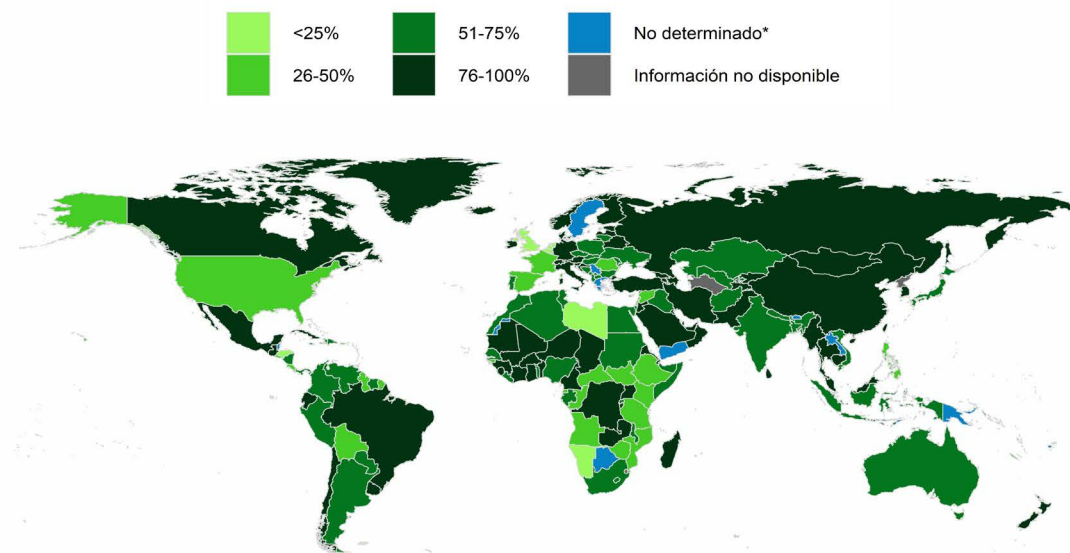 <25%
51-75%
No determinado*
26-50%
76-100%
Información no disponible